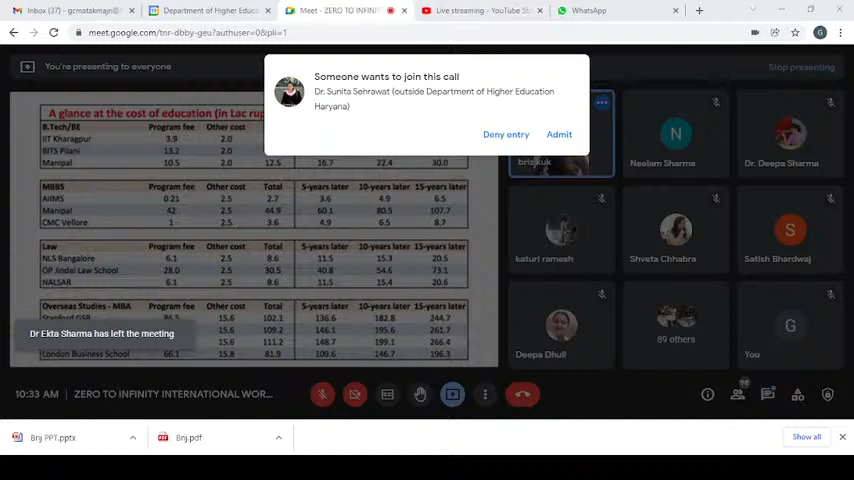 Inbox (37) - gcmatakmajri@
Department of Higher Educ
Meet - ZERO TO INFINIT
Live streaming - YouTube St
WhatsApp
meet.google.com/tnr-dbby-geu?authuser=0&pli=1
G
You're presenting to everyone
Stop presenting
Someone wants to join this call
Dr. Sunita Sehrawat (outside Department of Higher Education
Haryana)
Deny entry
Admit
A glance at the cost of education (in Lac rup
B.Tech/BE Program fee Other cost
IIT Kharagpur 3.9 2.0
BITS Pilani 13.2 2.0
Manipal 10.5 2.0 12.5 16.7 22.4 30.0
MBBS Program fee Other cost Total 5-years later 10-years later 15-years later
AIIMS 0.21 2.5 2.7 3.6 4.9 6.5
Manipal 42 2.5 44.9 60.1 80.5 107.7
CMC Vellore 1 2.5 3.6 4.9 6.5 8.7
Law Program fee Other cost Total 5-years later 10-years later 15-years later
NLS Bangalore 6.1 2.5 8.6 11.5 15.3 20.5
OP Jindal Law School 28.0 2.5 30.5 40.8 54.6 73.1
NALSAR 6.1 2.5 8.6 11.5 15.4 20.6
Overseas Studies - MBA Program fee Other cost Total 5-years later 10-years later 15-years later
Stanford GSB 86.5 15.6 102.1 136.6 182.8 244.7
15.6 109.2 146.1 195.6 261.7
15.6 111.2 148.7 199.1 266.4
London Business School 66.1 15.8 81.9 109.6 146.7 196.3
Dr Ekta Sharma has left the meeting
brij kuk
N
Neelam Sharma
Dr. Deepa Sharma
katuri ramesh
Shveta Chhabra
S
Satish Bhardwaj
Deepa Dhull
89 others
G
You
10:33 AM | ZERO TO INFINITY INTERNATIONAL WOR...
98
Brij PPT.pptx
Brij.pdf
Show all